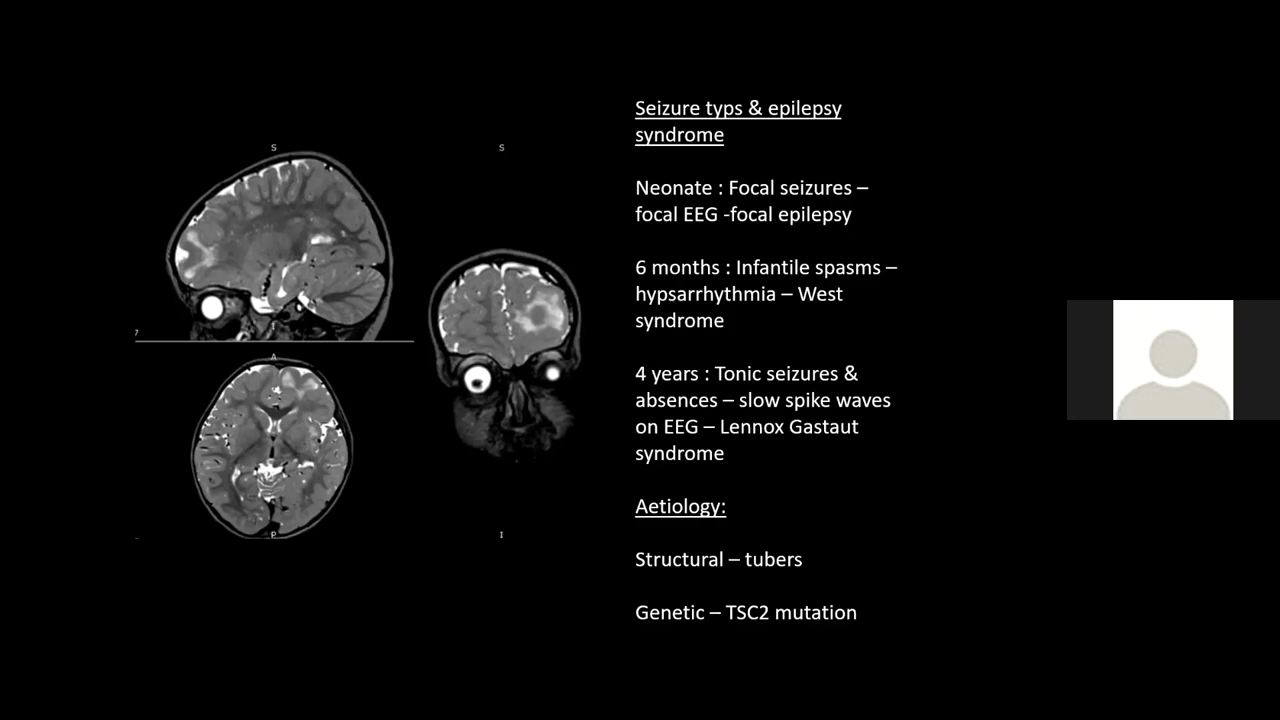 S
S
7
A
P
I
Seizure typs & epilepsy
syndrome
Neonate : Focal seizures –
focal EEG -focal epilepsy
6 months : Infantile spasms –
hypsarrhythmia – West
syndrome
4 years : Tonic seizures &
absences – slow spike waves
on EEG – Lennox Gastaut
syndrome
Aetiology:
Structural – tubers
Genetic – TSC2 mutation